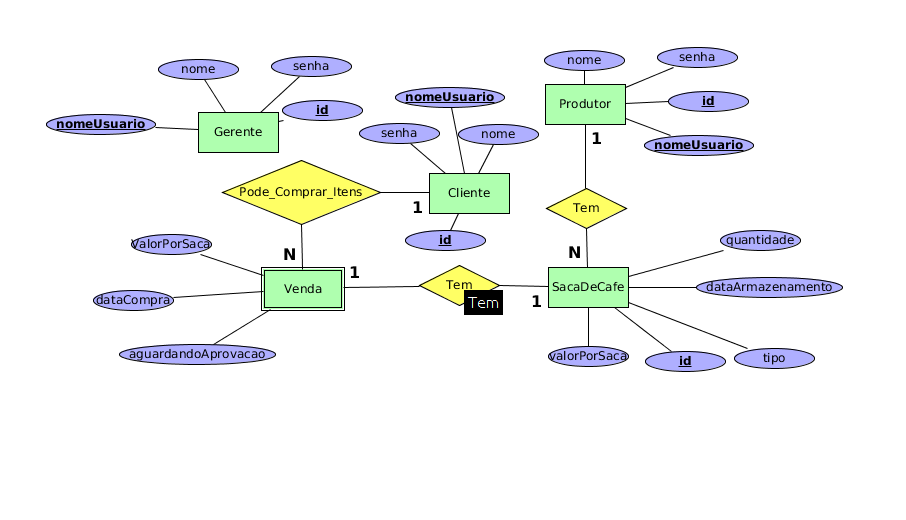 nome
senha
nomeUsuario
id
Gerente
nomeUsuario
senha
nome
Cliente
id
nome
senha
Produtor
id
nomeUsuario
1
Pode_Comprar_Itens
1
N
Tem
N
ValorPorSaca
dataCompra
aguardandoAprovacao
Venda
1
Tem
Tem
1
SacaDeCafe
quantidade
dataArmazenamento
valorPorSaca
id
tipo